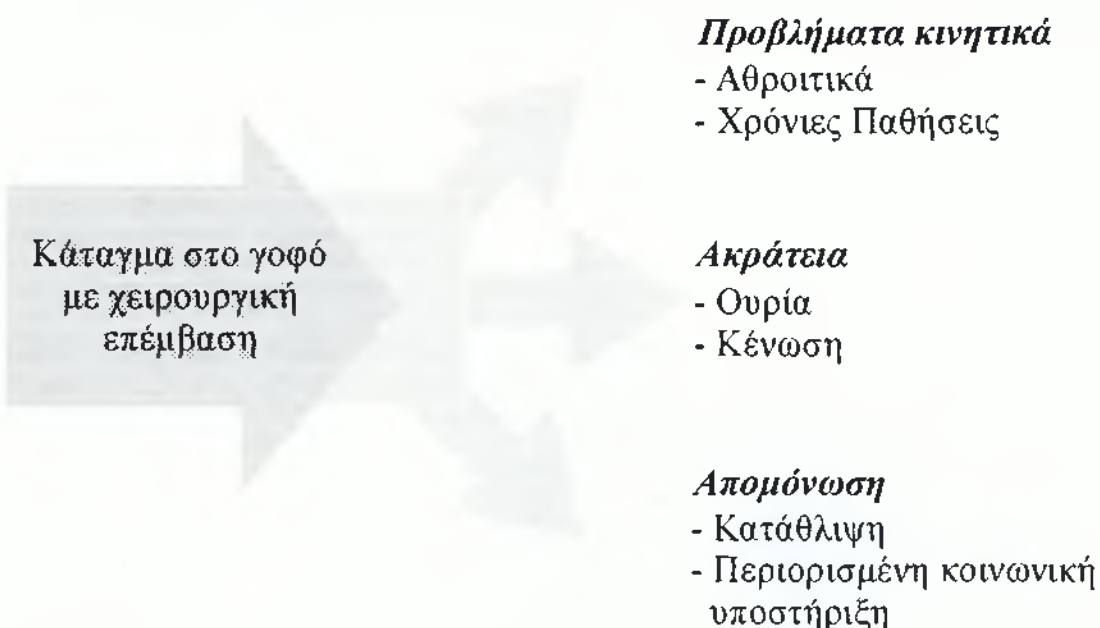 Προβλήματα κινητικά
- Αθροιτικά
- Χρόνιες Παθήσεις
Κάταγμα στο γοφό
με χειρουργική
επέμβαση
Ακράτεια
- Ουρία
- Κένωση
Απομόνωση
- Κατάθλιψη
- Περιορισμένη κοινωνική
υποστήριξη